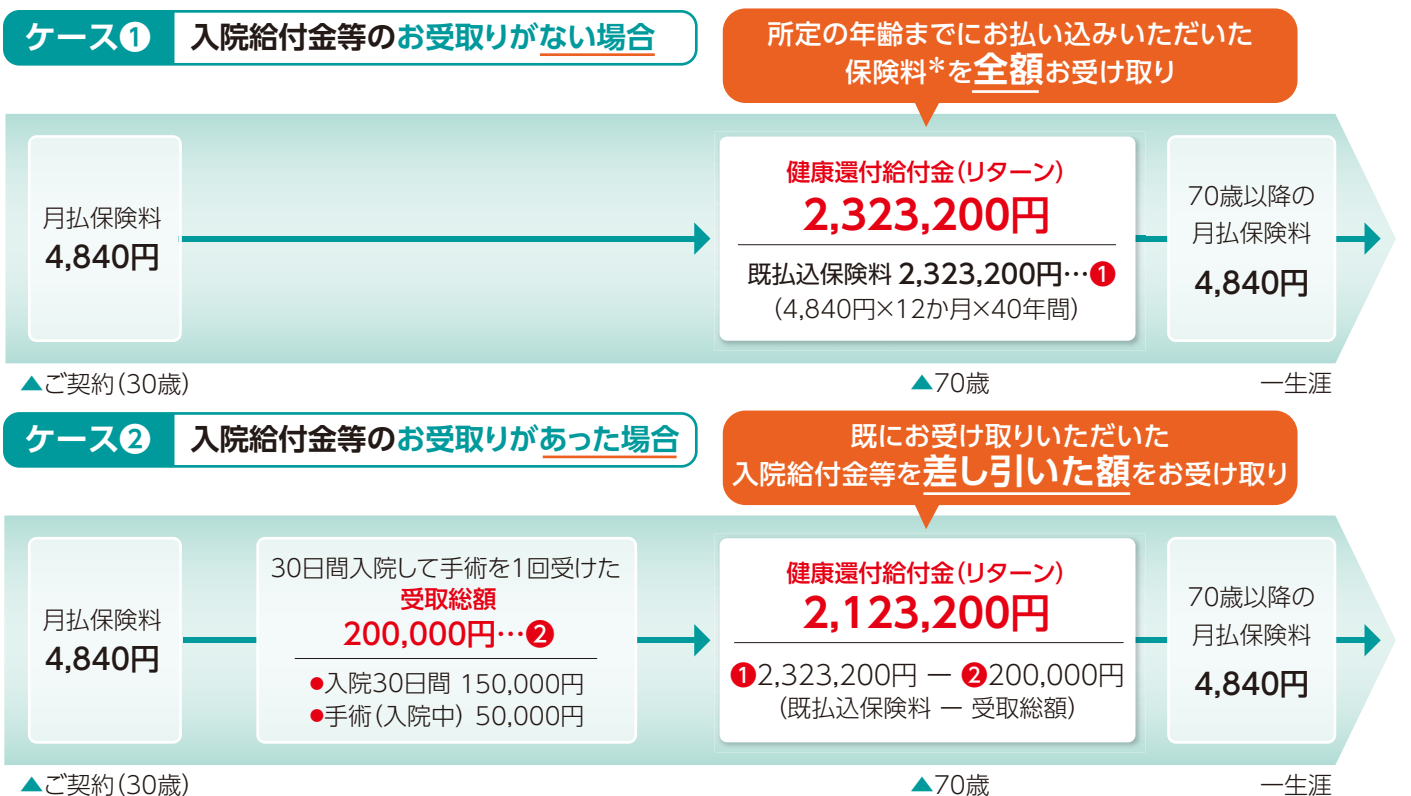 ケース❶ 入院給付金等のお受取りがない場合
所定の年齢までにお払い込みいただいた
保険料＊を全額お受け取り
月払保険料
4,840円
健康還付給付金（リターン）
2,323,200円
既払込保険料 2,323,200円…❶
（4,840円×12か月×40年間）
70歳以降の
月払保険料
4,840円
▲ご契約（30歳）
▲70歳
一生涯
ケース❷ 入院給付金等のお受取りがあった場合
既にお受け取りいただいた
入院給付金等を差し引いた額をお受け取り
月払保険料
4,840円
30日間入院して手術を1回受けた
受取総額
200,000円…❷
●入院30日間 150,000円
●手術（入院中） 50,000円
健康還付給付金（リターン）
2,123,200円
❶2,323,200円 ー ❷200,000円
（既払込保険料 ー 受取総額）
70歳以降の
月払保険料
4,840円
▲ご契約（30歳）
▲70歳
一生涯